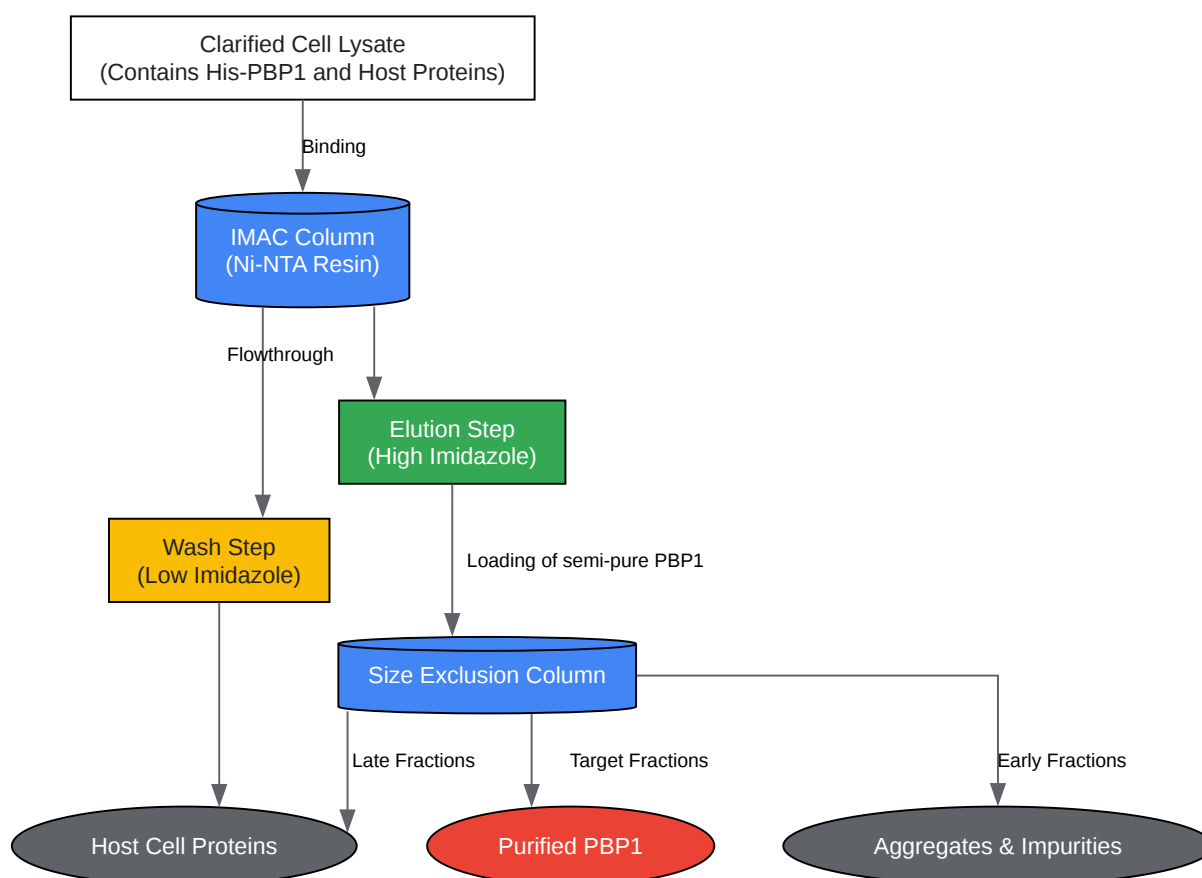 Clarified Cell Lysate
(Contains His-PBP1 and Host Proteins)
Binding
IMAC Column
(Ni-NTA Resin)
Flowthrough
Elution Step
(High Imidazole)
Wash Step
(Low Imidazole)
Loading of semi-pure PBP1
Size Exclusion Column
Late Fractions
Target Fractions
Early Fractions
Host Cell Proteins
Purified PBP1
Aggregates & Impurities